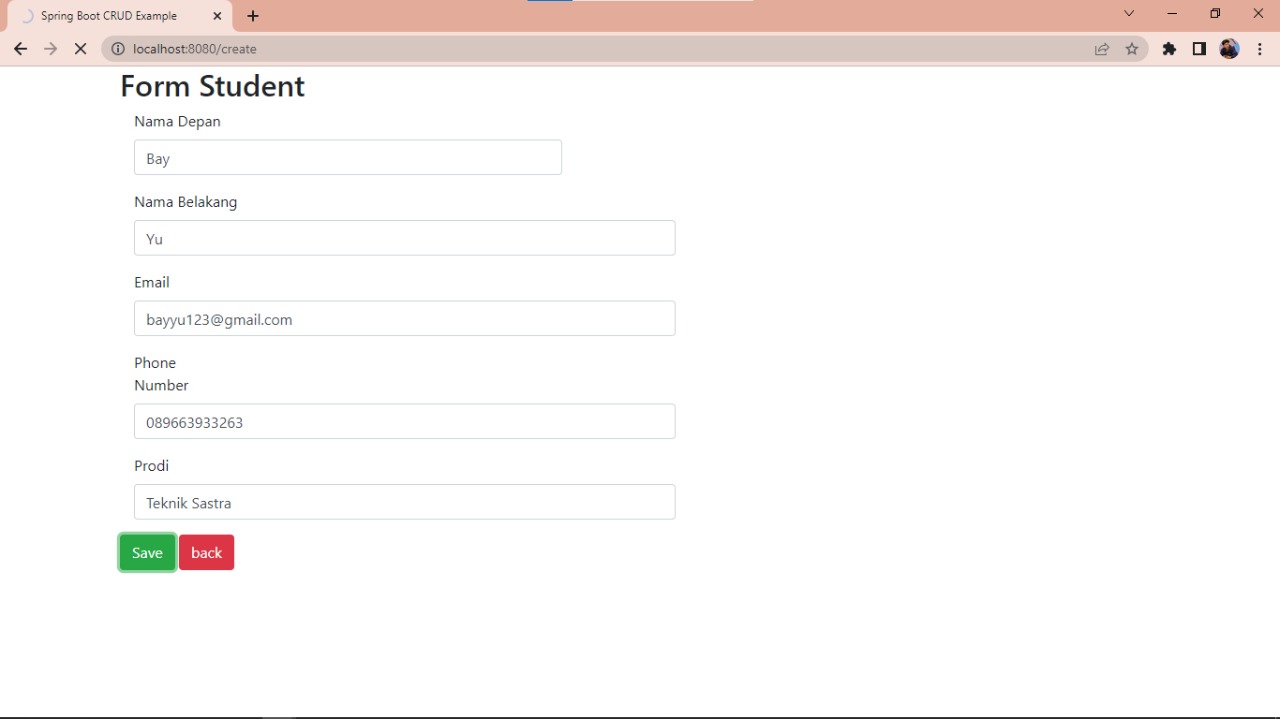 Spring Boot CRUD Example
localhost:8080/create
Form Student
Nama Depan
Bay
Nama Belakang
Yu
Email
bayyu123@gmail.com
Phone
Number
089663933263
Prodi
Teknik Sastra
Save back